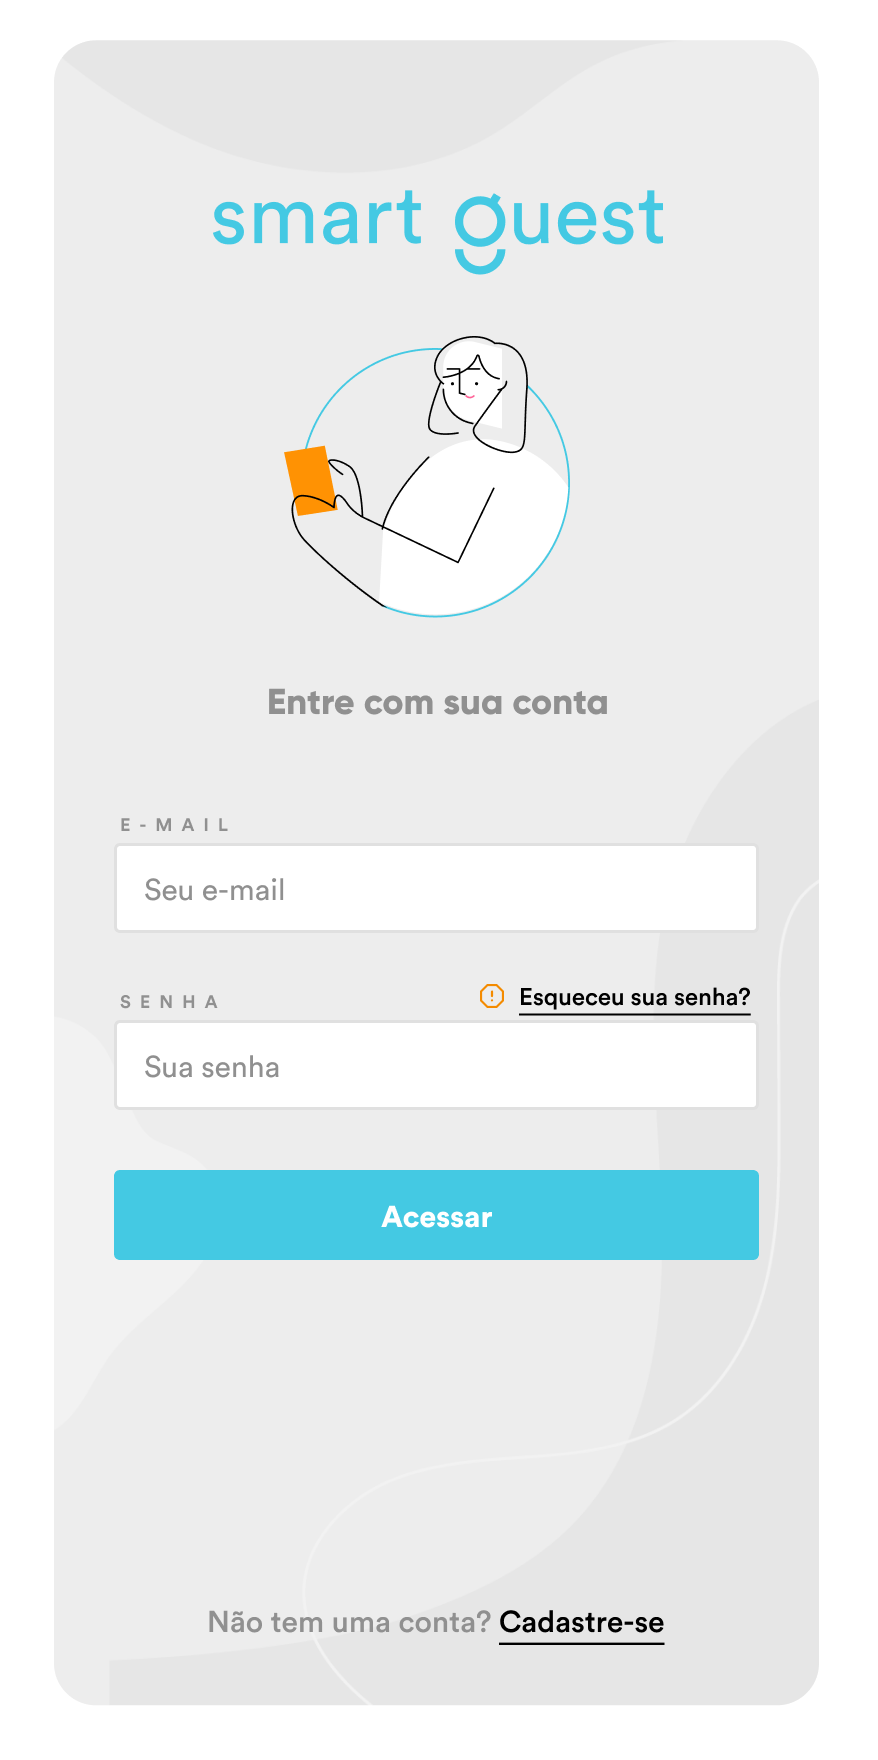 smart guest
Entre com sua conta
E-MAIL
Seu e-mail
SENHA
Esqueceu sua senha?
Sua senha
Acessar
Não tem uma conta? Cadastre-se